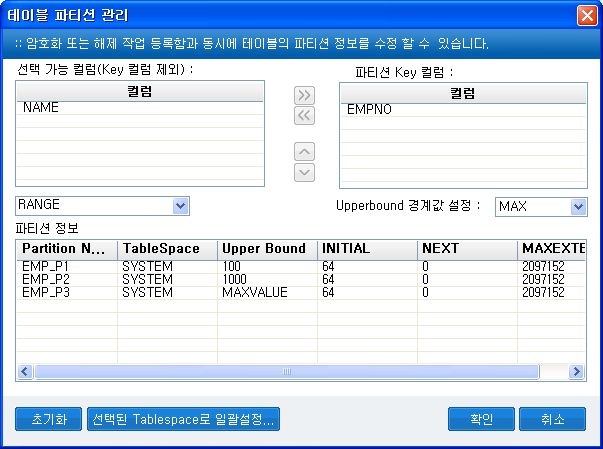 테이블 파티션 관리
:: 암호화 또는 해제 작업 등록함과 동시에 테이블의 파티션 정보를 수정 할 수 있습니다.
선택 가능 컬럼(Key 컬럼 제외) :
파티션 Key 컬럼 :
컬럼
컬럼
NAME
EMPNO
RANGE
Upperbound 경계값 설정 :
MAX
파티션 정보
Partition N... TableSpace Upper Bound INITIAL NEXT MAXEXTE
EMP_P1 SYSTEM 100 64 0 2097152
EMP_P2 SYSTEM 1000 64 0 2097152
EMP_P3 SYSTEM MAXVALUE 64 0 2097152
초기화 선택된 Tablespace로 일괄설정... 확인 취소